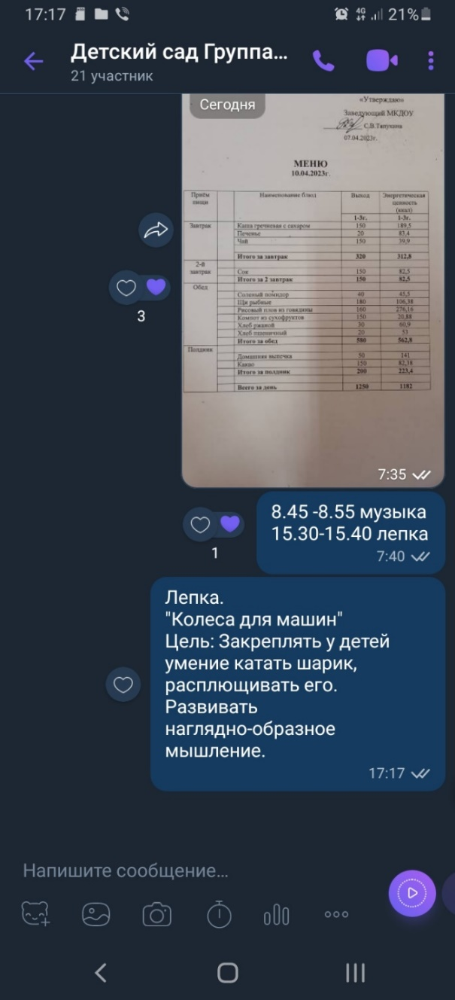 17:17
4G 21%
Детский сад Группа...
21 участник
Сегодня
«Утверждаю»
Заведующий МКДОУ
С.В.Тапухина
07.04.2023г.
МЕНЮ
10.04.2023г.
Приём пищи Наименование блюд Выход Энергетическая ценность (ккал)
1-3г. 1-3г.
Завтрак Каша гречневая с сахаром 150 189,5
Печенье 20 83,4
Чай 150 39,9
Итого за завтрак 320 312,8
2-й завтрак Сок 150 82,5
Итого за 2 завтрак 150 82,5
Обед
Соленый помидор 40 45,5
Щи рыбные 180 106,38
Рисовый плов из говядины 160 276,16
Компот из сухофруктов 150 20,88
Хлеб ржаной 30 60,9
Хлеб пшеничный 20 53
Итого за обед 580 562,8
Полдник
Домашняя выпечка 50 141
Какао 150 82,38
Итого за полдник 200 223,4
Всего за день 1250 1182
7:35
3
8.45 -8.55 музыка
15.30-15.40 лепка
7:40
1
Лепка.
"Колеса для машин"
Цель: Закреплять у детей
умение катать шарик,
расплющивать его.
Развивать
наглядно-образное
мышление.
17:17
Напишите сообщение...